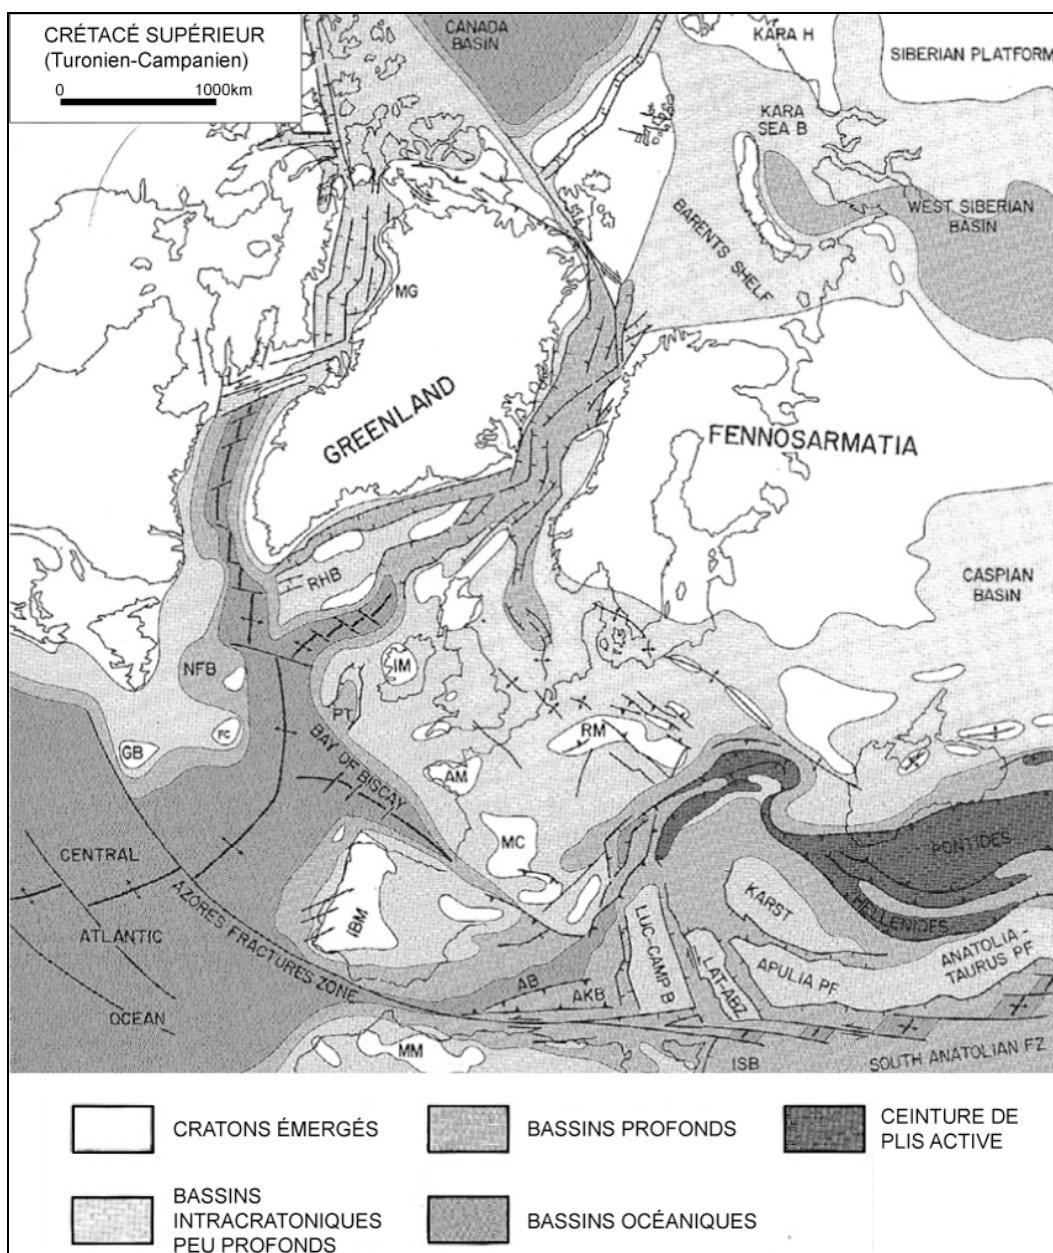 CRÉTACÉ SUPÉRIEUR
(Turonien-Campanien)
0 1000km
CANADA
BASIN
KARA H
SIBERIAN PLATFORM
KARA
SEA B
WEST SIBERIAN
BASIN
BARENTS SHELF
MG
GREENLAND
FENNOSARMATIA
CASPIAN
BASIN
RHB
NFB
IM
PT
FC
GB
RM
BAY OF BISCAY
AM
MC
CENTRAL
ATLANTIC
OCEAN
AZORES FRACTURES ZONE
IBM
PONTIDES
KARST
HELLENIDES
LUC-CAMP B
LAT-ABZ
APULIA PF
ANATOLIA -
TAURUS PF
AB
AKB
MM
ISB
SOUTH ANATOLIAN FZ
CRATONS ÉMERGÉS
BASSINS PROFONDS
CEINTURE DE
PLIS ACTIVE
BASSINS
INTRACRATONIQUES
PEU PROFONDS
BASSINS OCÉANIQUES